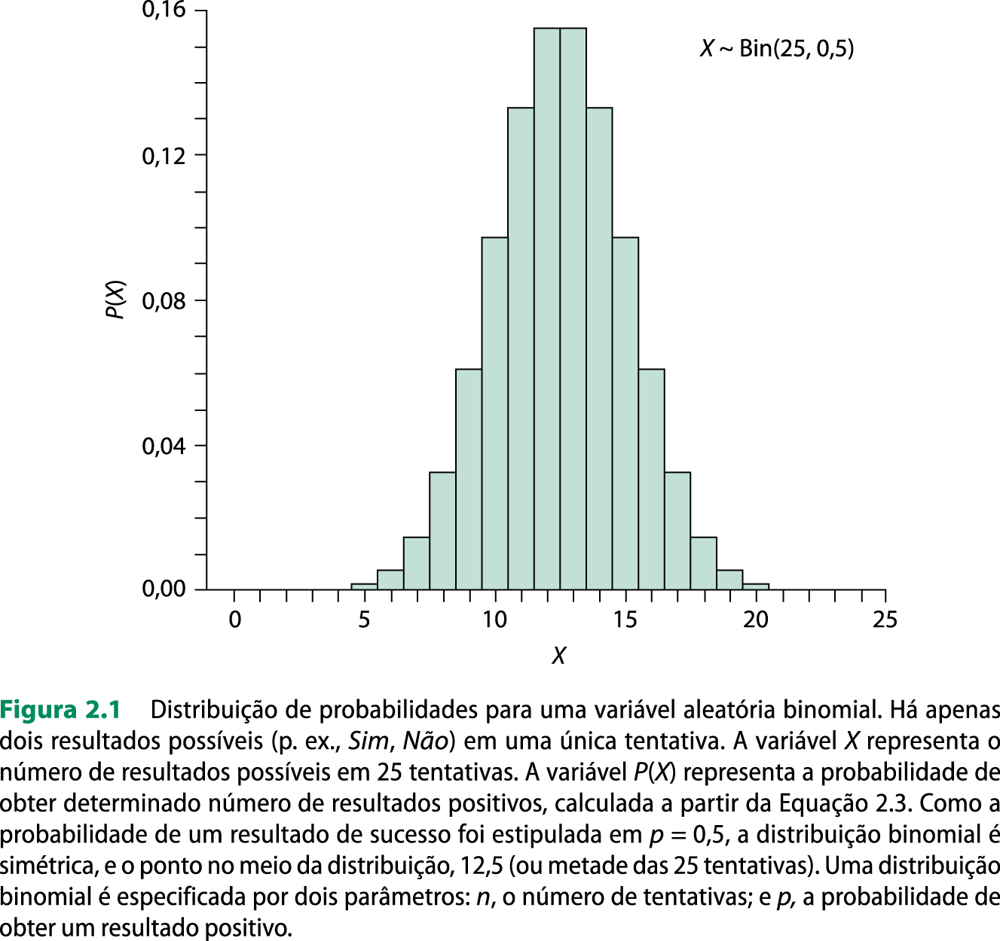 0,16
X ~ Bin(25, 0,5)
0,12
P(X)
0,08
0,04
0,00
0 5 10 15 20 25
X
Figura 2.1 Distribuição de probabilidades para uma variável aleatória binomial. Há apenas
dois resultados possíveis (p. ex., Sim, Não) em uma única tentativa. A variável X representa o
número de resultados possíveis em 25 tentativas. A variável P(X) representa a probabilidade de
obter determinado número de resultados positivos, calculada a partir da Equação 2.3. Como a
probabilidade de um resultado de sucesso foi estipulada em p = 0,5, a distribuição binomial é
simétrica, e o ponto no meio da distribuição, 12,5 (ou metade das 25 tentativas). Uma distribuição
binomial é especificada por dois parâmetros: n, o número de tentativas; e p, a probabilidade de
obter um resultado positivo.